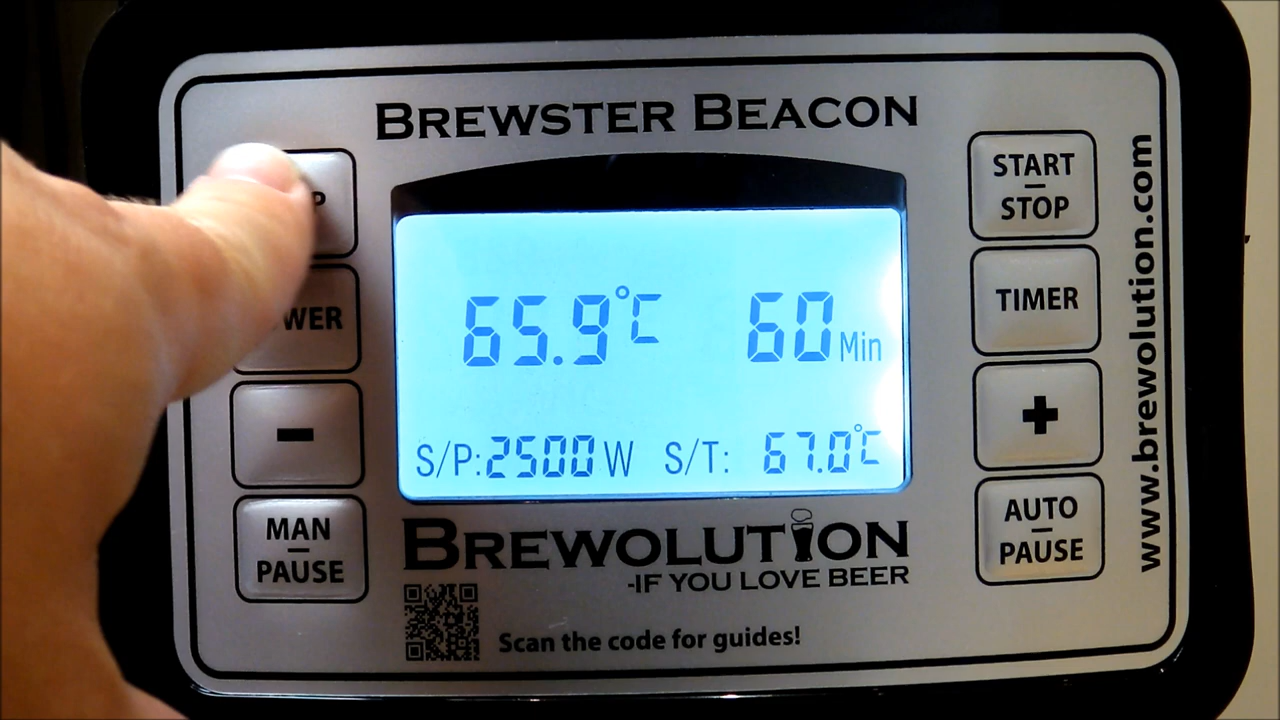 BREWSTER BEACON
START
STOP
TIMER
65.9°C 60 Min
S/P:2500W S/T: 67.0°C
MAN
PAUSE
+
-
AUTO
PAUSE
BREWOLUTION
-IF YOU LOVE BEER
Scan the code for guides!
www.brewolution.com